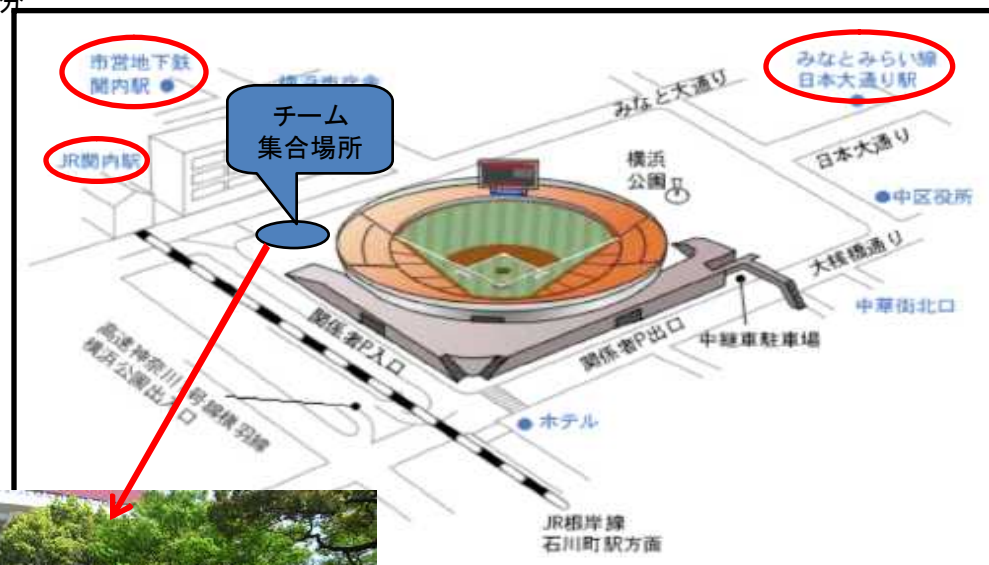 市営地下鉄
関内駅
みなとみらい線
日本大通り駅
チーム
集合場所
みなと大通り
JR関内駅
横浜
公園
日本大通り
中区役所
大桟橋通り
中華街北口
関係者P入口
関係者P出口
中継車駐車場
高速神奈川
号線横羽線
横浜公園出入口
ホテル
JR根岸線
石川町駅方面